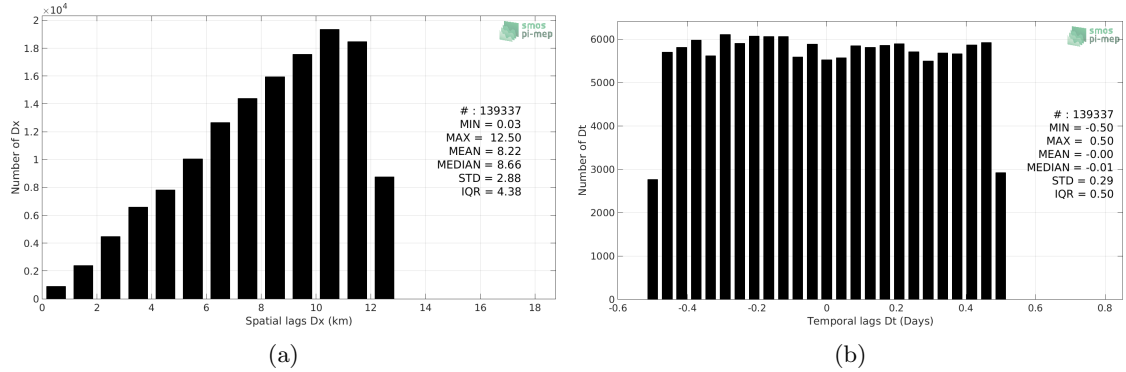 ×10⁴
2
1.8
1.6
1.4
1.2
1
0.8
0.6
0.4
0.2
0
Number of Dx
smos
pi-mep
# : 139337
MIN = 0.03
MAX = 12.50
MEAN = 8.22
MEDIAN = 8.66
STD = 2.88
IQR = 4.38
0 2 4 6 8 10 12 14 16 18
Spatial lags Dx (km)
(a)
6000
5000
4000
3000
2000
1000
0
Number of Dt
smos
pi-mep
# : 139337
MIN = -0.50
MAX = 0.50
MEAN = -0.00
MEDIAN = -0.01
STD = 0.29
IQR = 0.50
-0.6 -0.4 -0.2 0 0.2 0.4 0.6 0.8
Temporal lags Dt (Days)
(b)